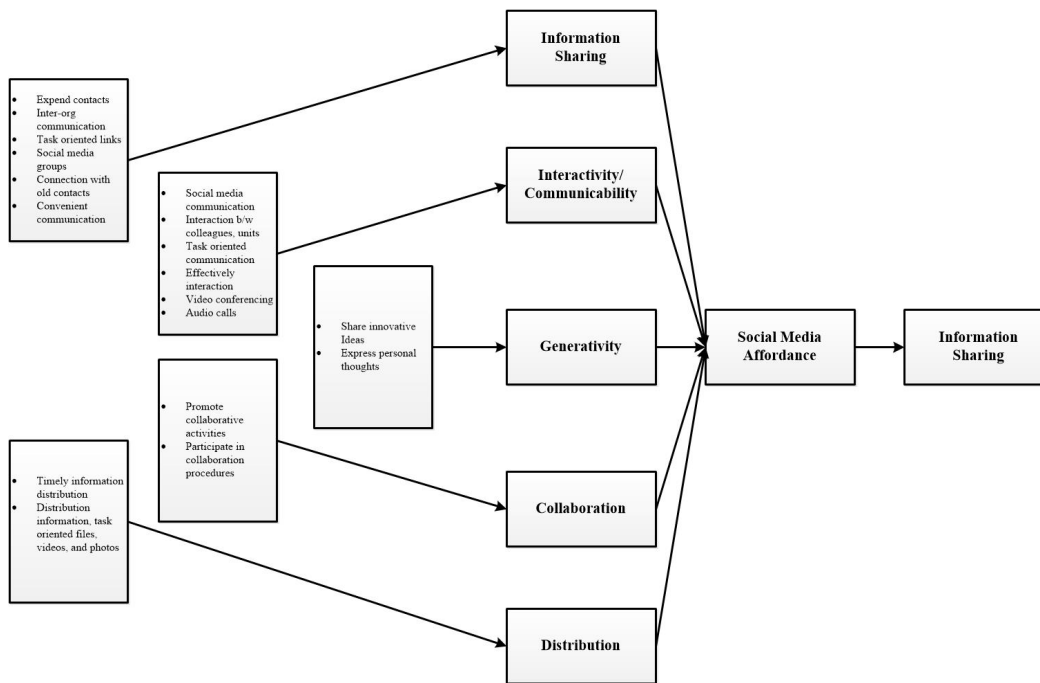 Information
Sharing
• Expend contacts
• Inter-org
communication
• Task oriented links
• Social media
groups
• Connection with
old contacts
• Convenient
communication
Interactivity/
Communicability
• Social media
communication
• Interaction b/w
colleagues, units
• Task oriented
communication
• Effectively
interaction
• Video conferencing
• Audio calls
• Share innovative
Ideas
• Express personal
thoughts
Generativity
Social Media
Affordance
Information
Sharing
• Promote
collaborative
activities
• Participate in
collaboration
procedures
• Timely information
distribution
• Distribution
information, task
oriented files,
videos, and photos
Collaboration
Distribution